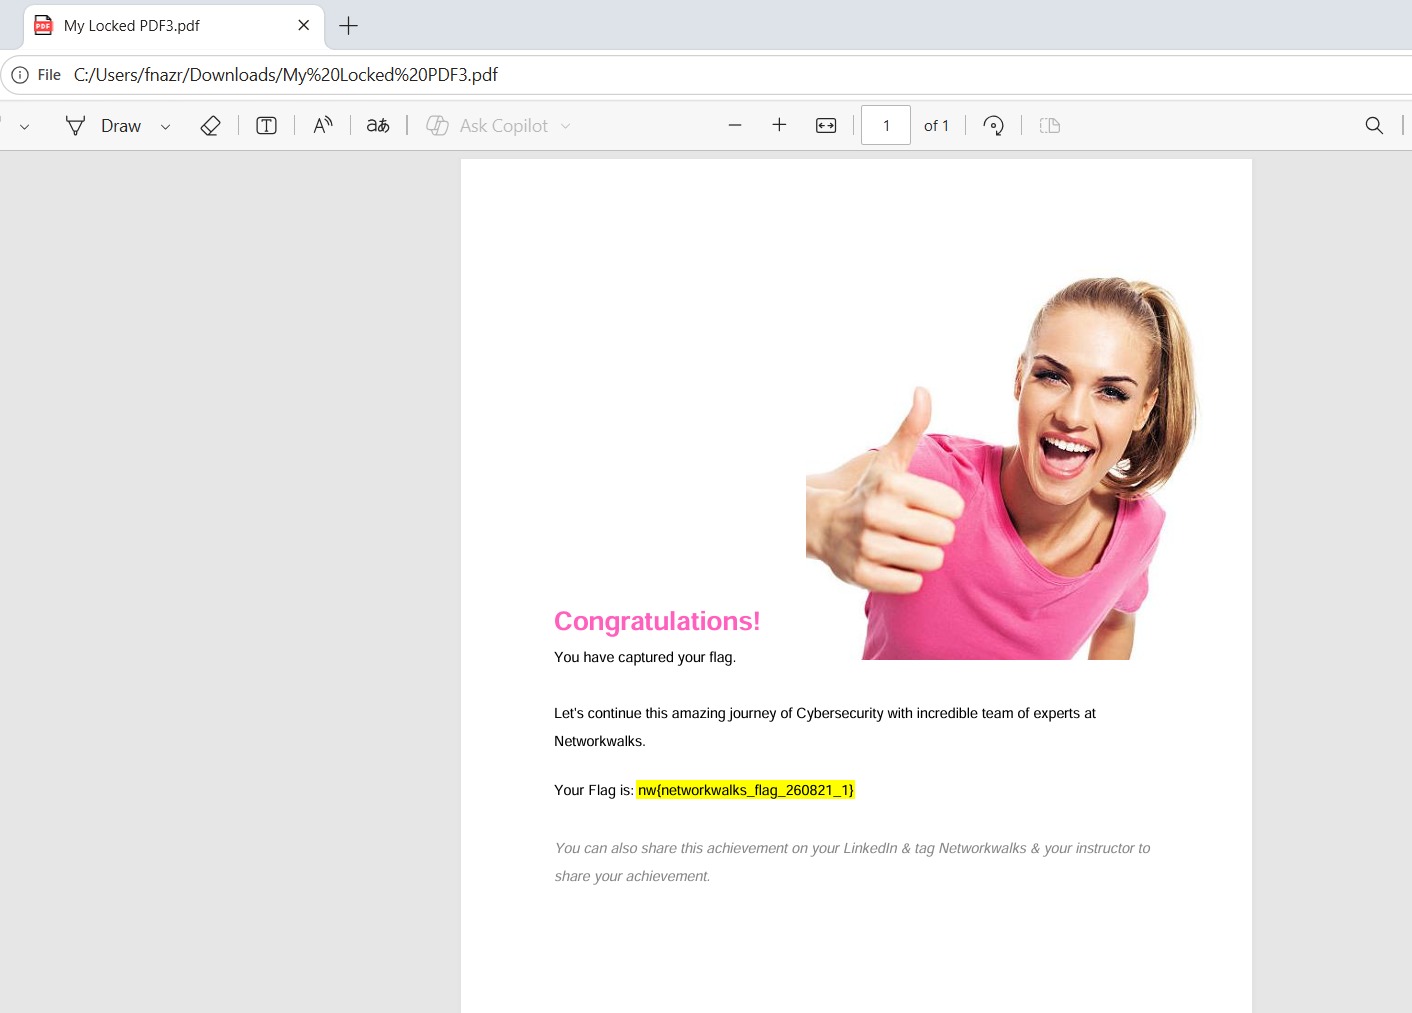 My Locked PDF3.pdf
File C:/Users/fnazr/Downloads/My%20Locked%20PDF3.pdf
Draw aあ Ask Copilot 1 of 1
Congratulations!
You have captured your flag.
Let's continue this amazing journey of Cybersecurity with incredible team of experts at
Networkwalks.
Your Flag is: nw{networkwalks_flag_260821_1}
You can also share this achievement on your LinkedIn & tag Networkwalks & your instructor to
share your achievement.